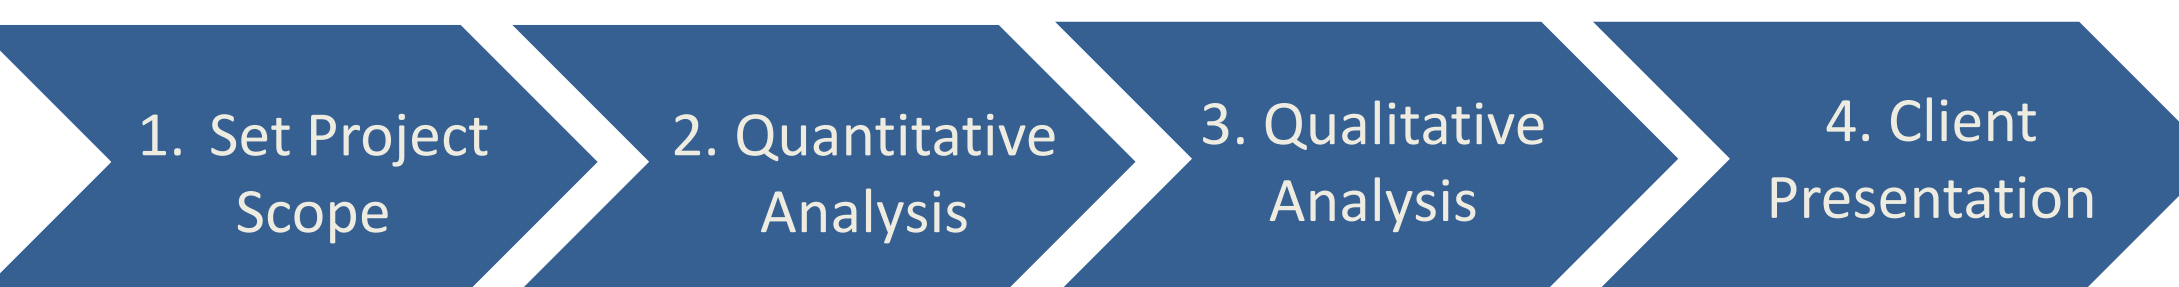 1. Set Project
Scope
2. Quantitative
Analysis
3. Qualitative
Analysis
4. Client
Presentation